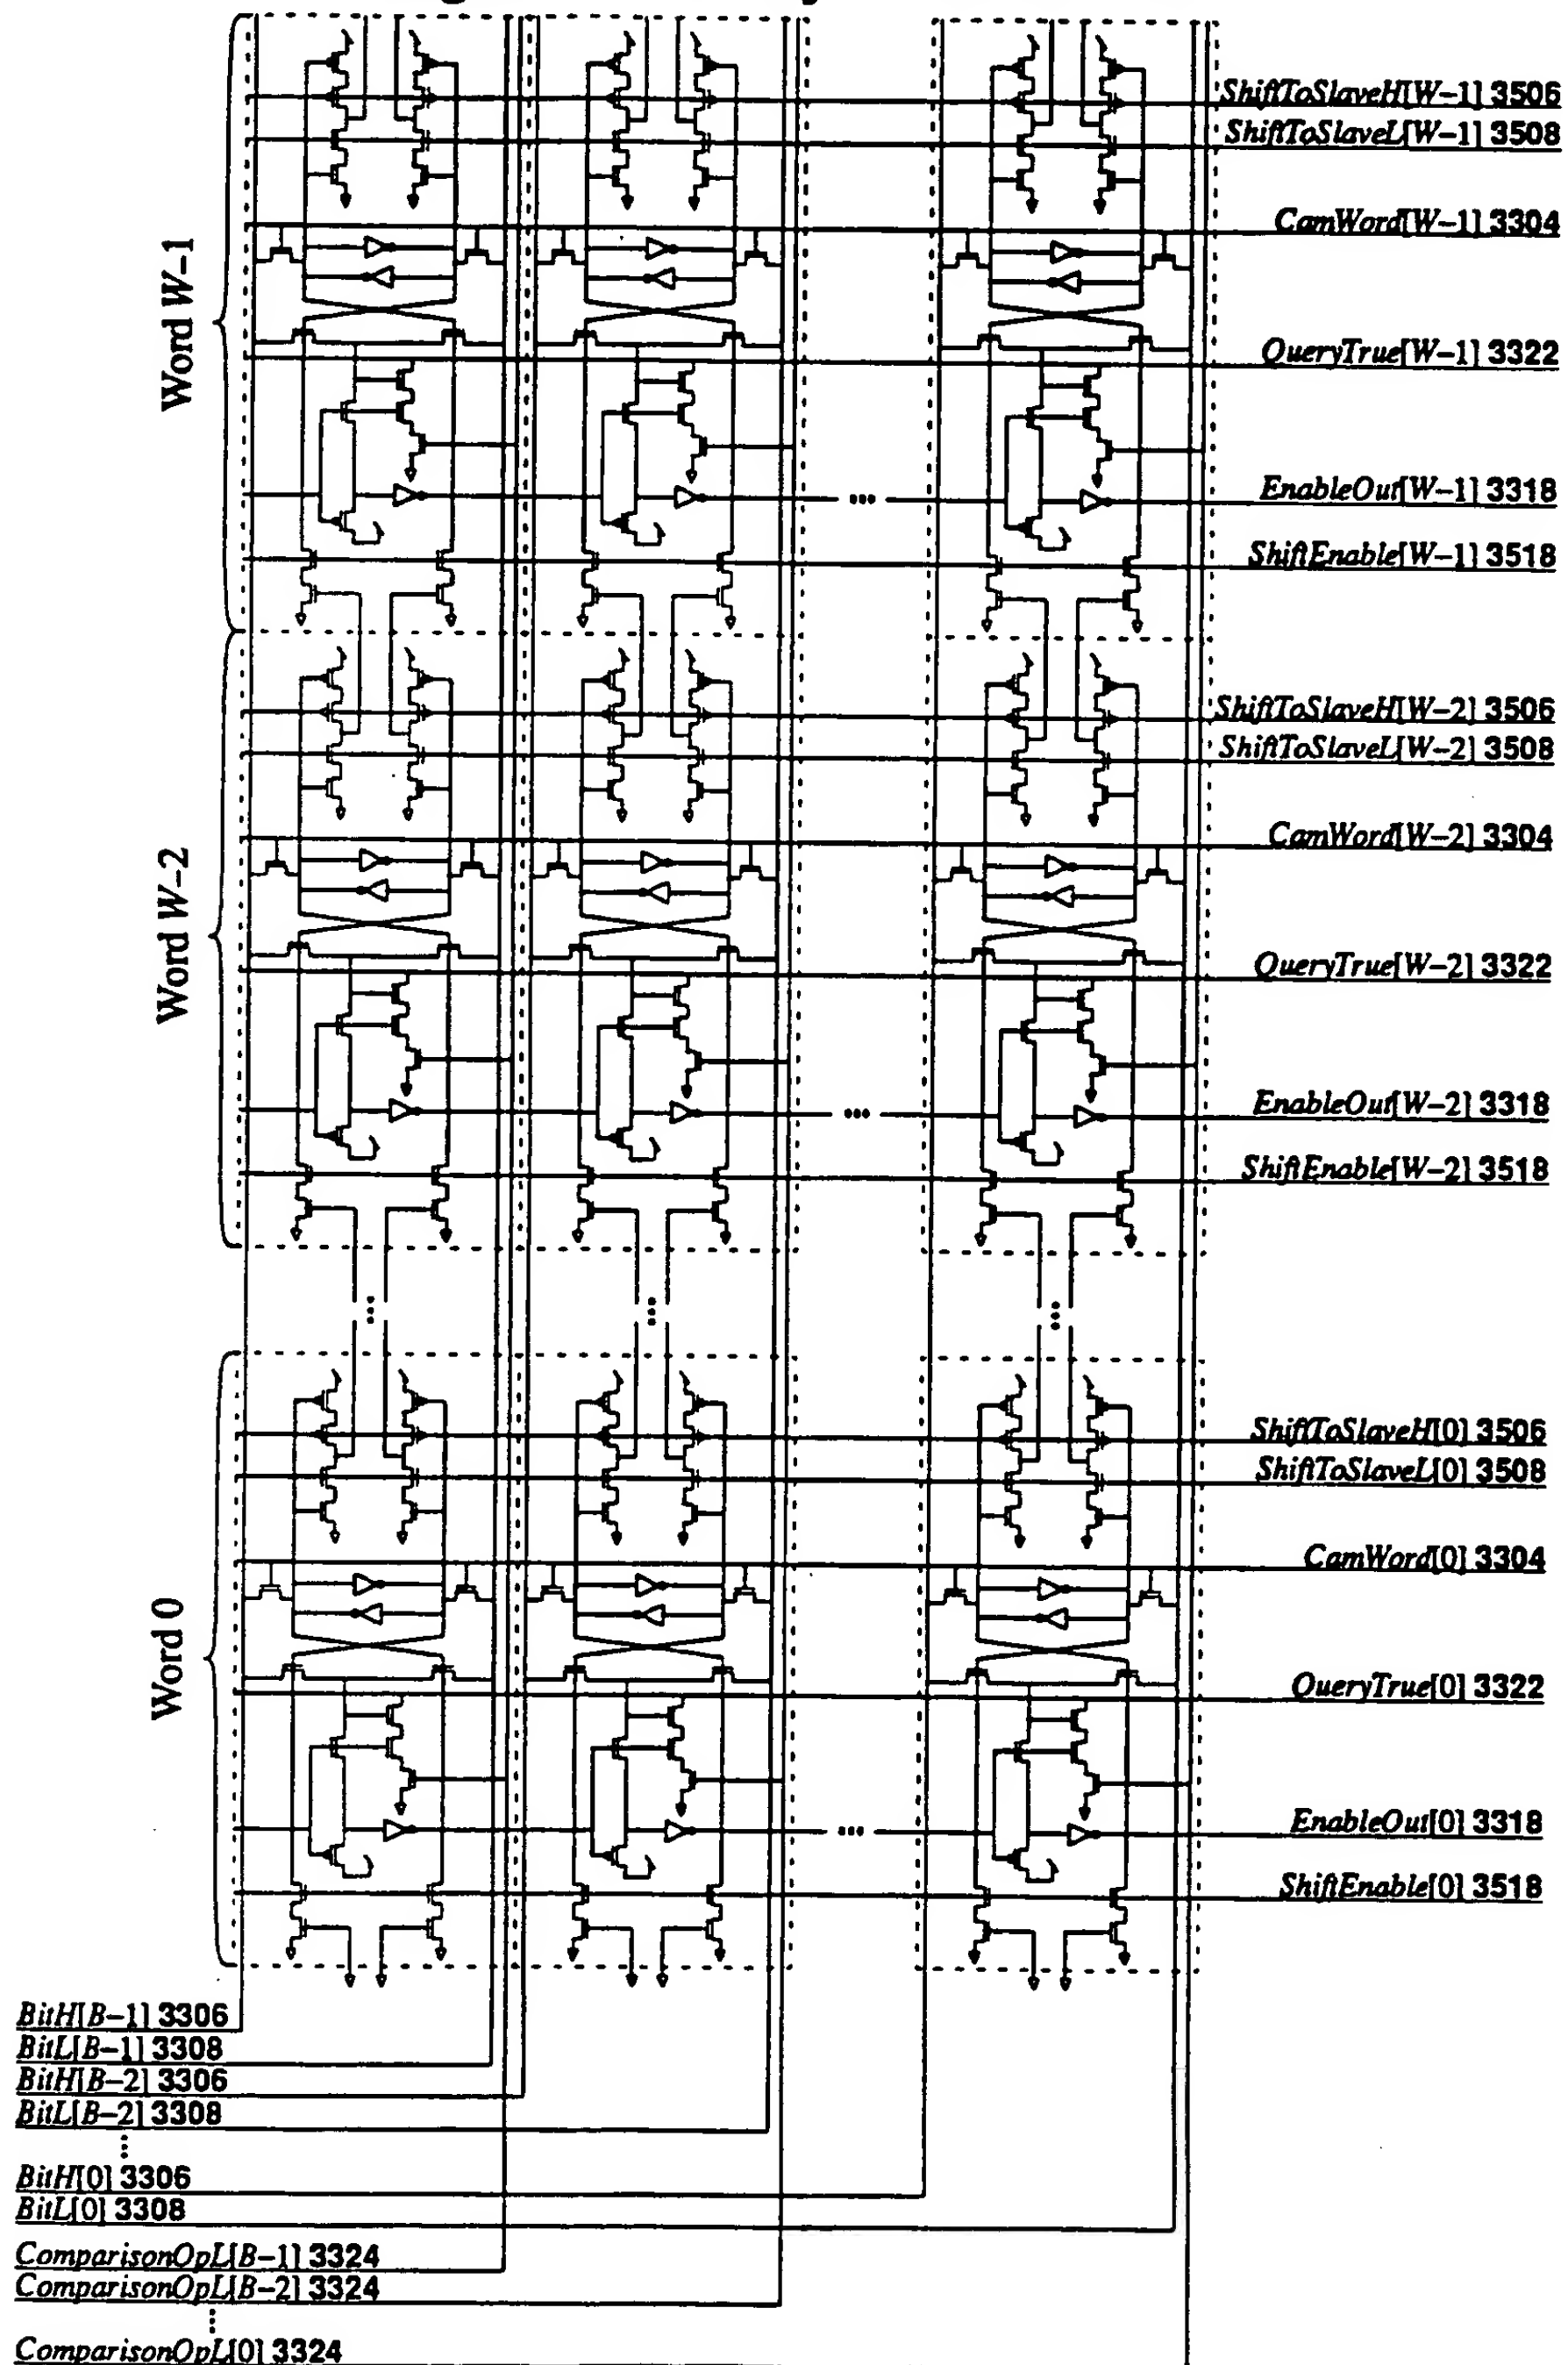 Word W–1
ShiftToSlaveH[W–1] 3506
ShiftToSlaveL[W–1] 3508
CamWord[W–1] 3304
QueryTrue[W–1] 3322
EnableOut[W–1] 3318
ShiftEnable[W–1] 3518
Word W–2
ShiftToSlaveH[W–2] 3506
ShiftToSlaveL[W–2] 3508
CamWord[W–2] 3304
QueryTrue[W–2] 3322
EnableOut[W–2] 3318
ShiftEnable[W–2] 3518
Word 0
ShiftToSlaveH[0] 3506
ShiftToSlaveL[0] 3508
CamWord[0] 3304
QueryTrue[0] 3322
EnableOut[0] 3318
ShiftEnable[0] 3518
BitH[B–1] 3306
BitL[B–1] 3308
BitH[B–2] 3306
BitL[B–2] 3308
BitH[0] 3306
BitL[0] 3308
ComparisonOpL[B–1] 3324
ComparisonOpL[B–2] 3324
ComparisonOpL[0] 3324